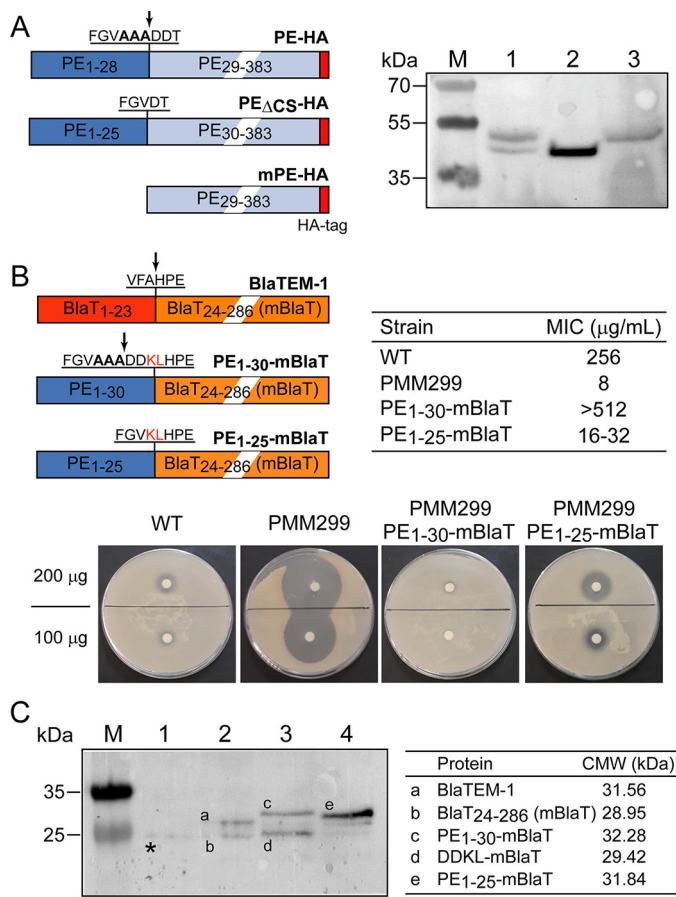 A
FGVAAADDT
PE-HA
PE1-28
PE29-383
FGVDT
PEΔCS-HA
PE1-25
PE30-383
mPE-HA
PE29-383
HA-tag
kDa M 1 2 3
70
55
35
B
VFAHPE
BlaTEM-1
BlaT1-23
BlaT24-286 (mBlaT)
FGVAAADDKLHPE
PE1-30-mBlaT
PE1-30
BlaT24-286 (mBlaT)
FGVKLHPE
PE1-25-mBlaT
PE1-25
BlaT24-286 (mBlaT)
Strain MIC (μg/mL)
WT 256
PMM299 8
PE1-30-mBlaT >512
PE1-25-mBlaT 16-32
WT
PMM299
PMM299
PE1-30-mBlaT
PMM299
PE1-25-mBlaT
200 μg
100 μg
C
kDa M 1 2 3 4
35
25
a
b
c
d
e
*
Protein CMW (kDa)
a BlaTEM-1 31.56
b BlaT24-286 (mBlaT) 28.95
c PE1-30-mBlaT 32.28
d DDKL-mBlaT 29.42
e PE1-25-mBlaT 31.84